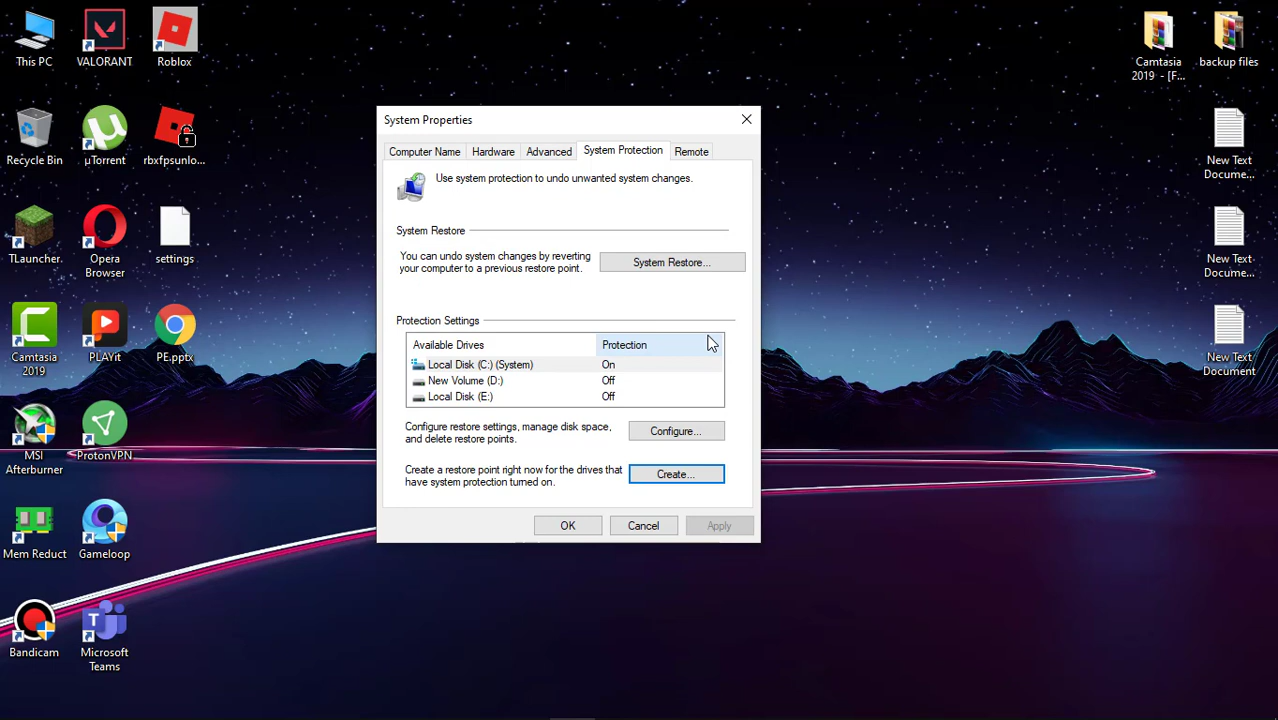 This PC
VALORANT
Roblox
Recycle Bin
µTorrent
rbxfpsunlo...
TLauncher.
Opera
Browser
settings
Camtasia
2019
PLAYit
PE.pptx
MSI
Afterburner
ProtonVPN
Mem Reduct
Gameloop
Bandicam
Microsoft
Teams
System Properties
Computer Name
Hardware
Advanced
System Protection
Remote
Use system protection to undo unwanted system changes.
System Restore
You can undo system changes by reverting
your computer to a previous restore point.
System Restore...
Protection Settings
Available Drives Protection
Local Disk (C:) (System) On
New Volume (D:) Off
Local Disk (E:) Off
Configure restore settings, manage disk space,
and delete restore points.
Configure...
Create a restore point right now for the drives that
have system protection turned on.
Create...
OK
Cancel
Apply
Camtasia
2019 - [F...
backup files
New Text
Docume...
New Text
Docume...
New Text
Document